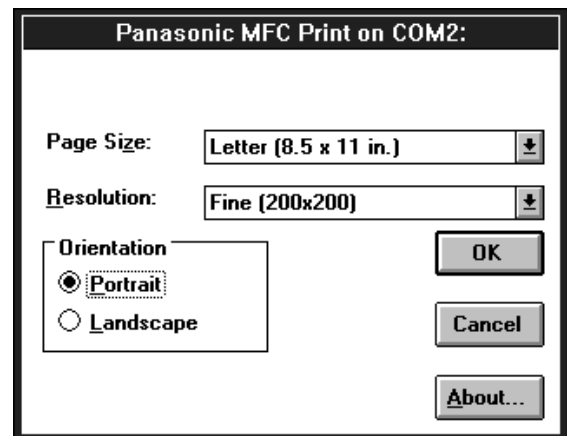 Panasonic MFC Print on COM2:
Page Size: Letter (8.5 x 11 in.)
Resolution: Fine (200x200)
Orientation
Portrait
Landscape
OK
Cancel
About...